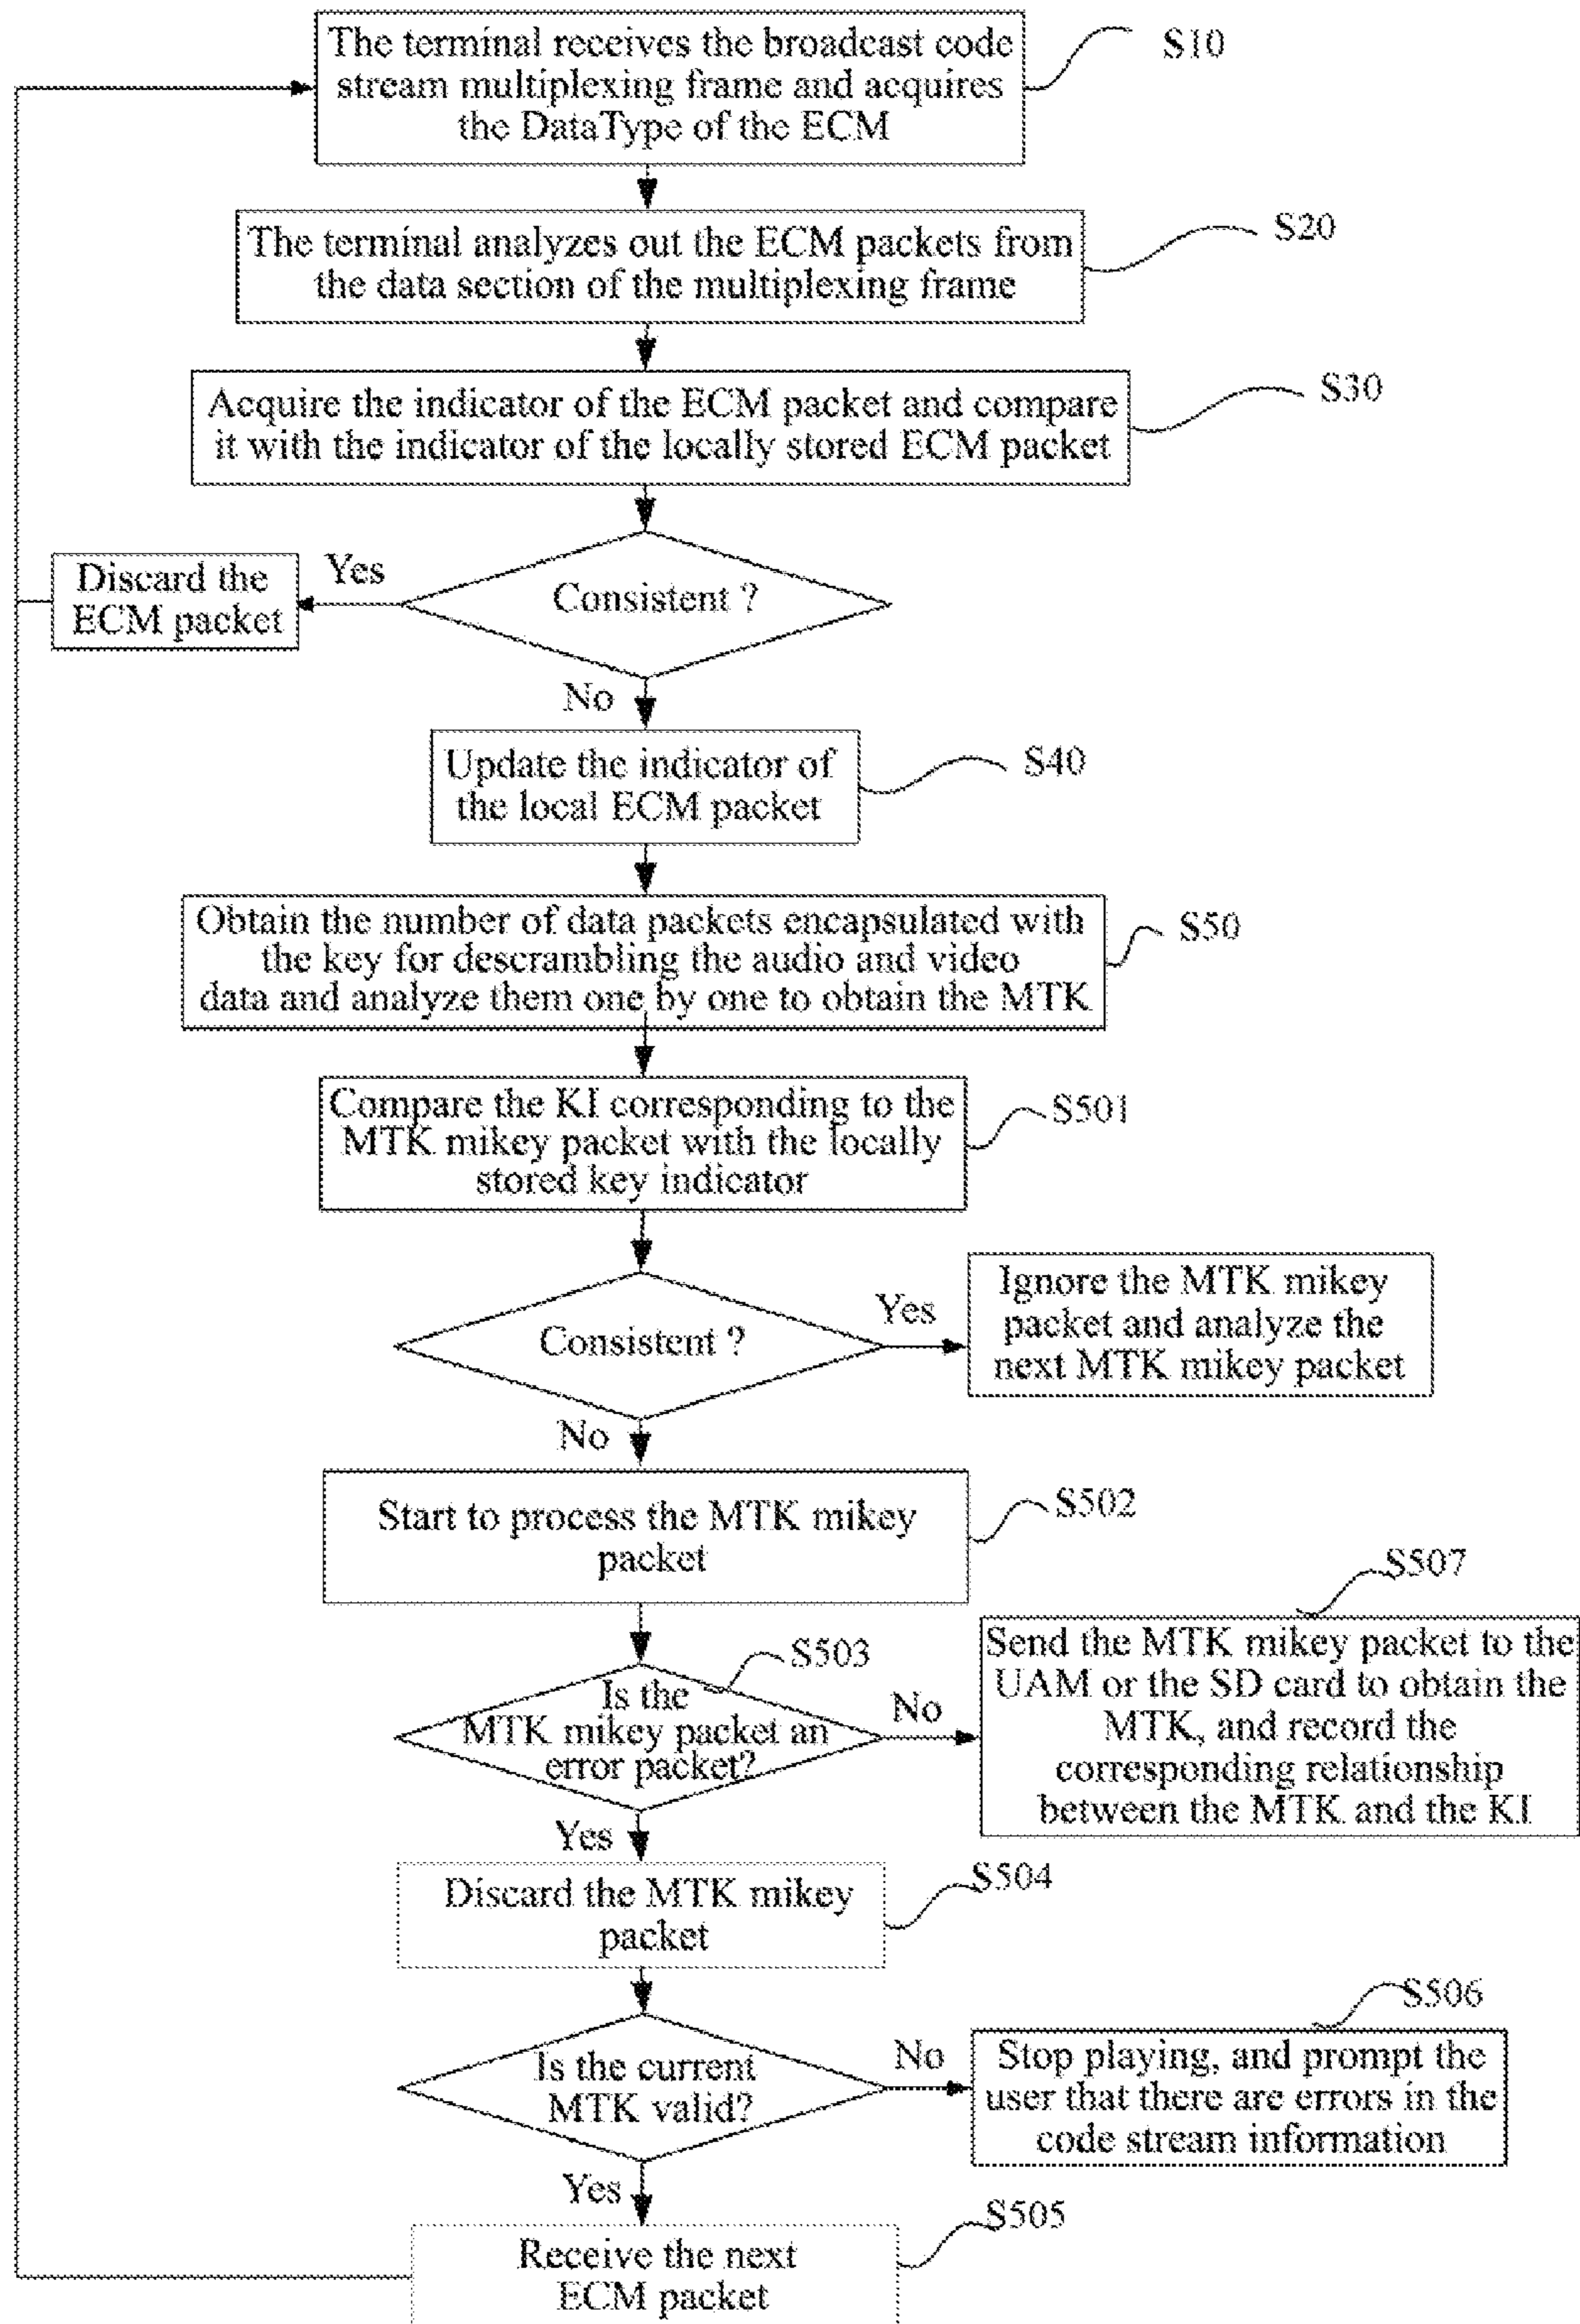 The terminal receives the broadcast code
stream multiplexing frame and acquires
the DataType of the ECM
S10
The terminal analyzes out the ECM packets from
the data section of the multiplexing frame
S20
Acquire the indicator of the ECM packet and compare
it with the indicator of the locally stored ECM packet
S30
Consistent ?
Yes
Discard the
ECM packet
No
Update the indicator of
the local ECM packet
S40
Obtain the number of data packets encapsulated with
the key for descrambling the audio and video
data and analyze them one by one to obtain the MTK
S50
Compare the KI corresponding to the
MTK mikey packet with the locally
stored key indicator
S501
Consistent ?
Yes
Ignore the MTK mikey
packet and analyze the
next MTK mikey packet
No
Start to process the MTK mikey
packet
S502
S503
Is the
MTK mikey packet an
error packet?
No
S507
Send the MTK mikey packet to the
UAM or the SD card to obtain the
MTK, and record the
corresponding relationship
between the MTK and the KI
Yes
Discard the MTK mikey
packet
S504
Is the current
MTK valid?
No
S506
Stop playing, and prompt the
user that there are errors in the
code stream information
Yes
Receive the next
ECM packet
S505